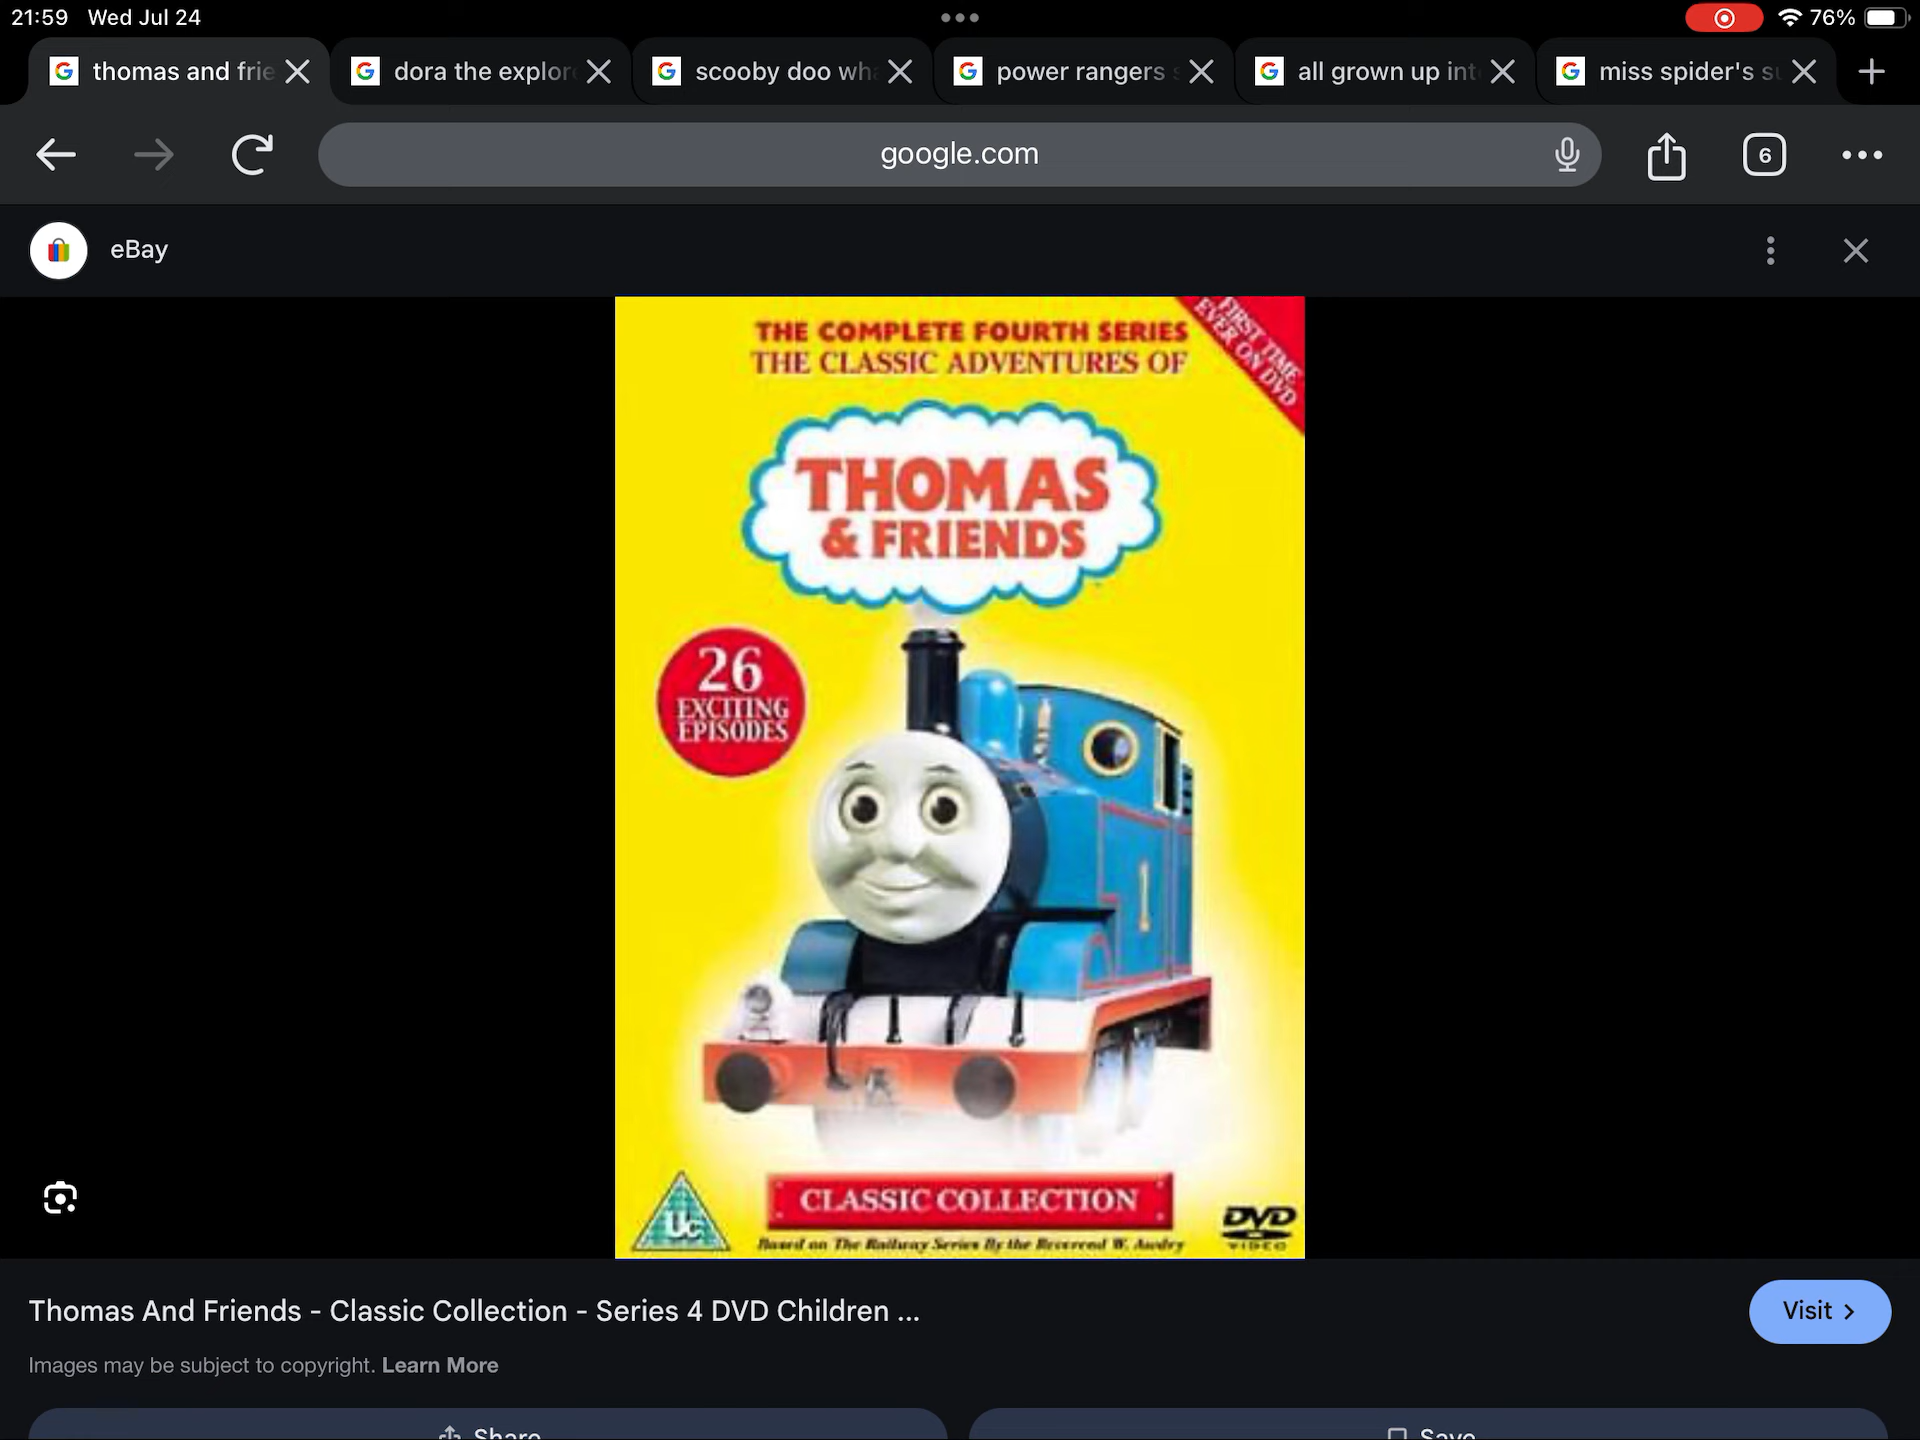 21:59 Wed Jul 24
76%
thomas and frie
dora the explor
scooby doo wh
power rangers s
all grown up int
miss spider's su
google.com
6
eBay
FIRST TIME
EVER ON DVD
THE COMPLETE FOURTH SERIES
THE CLASSIC ADVENTURES OF
THOMAS
& FRIENDS
26
EXCITING
EPISODES
1
CLASSIC COLLECTION
Uc
DVD
VIDEO
Based on The Railway Series By the Reverend W. Awdry
Thomas And Friends - Classic Collection - Series 4 DVD Children ...
Visit
Images may be subject to copyright. Learn More
Share
Save